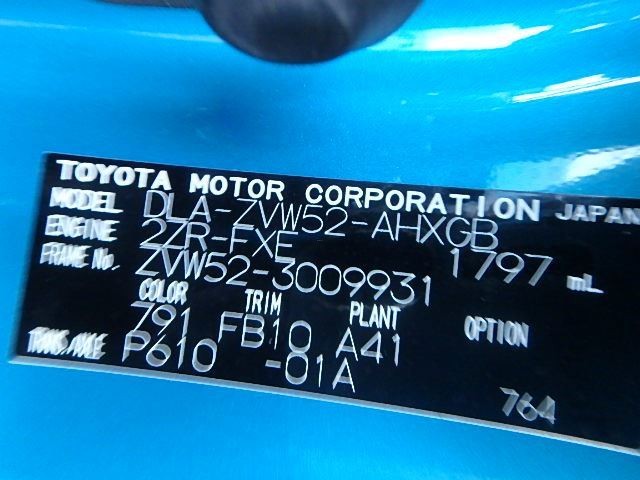 TOYOTA MOTOR CORPORATION JAPAN
MODEL DLA-ZVW52-AHXGB
ENGINE 2ZR-FXE 1797 mL
FRAME No. ZVW52-3009931
COLOR TRIM PLANT OPTION
791 FB10 A41
TRANS./AXLE P610 -01A
764